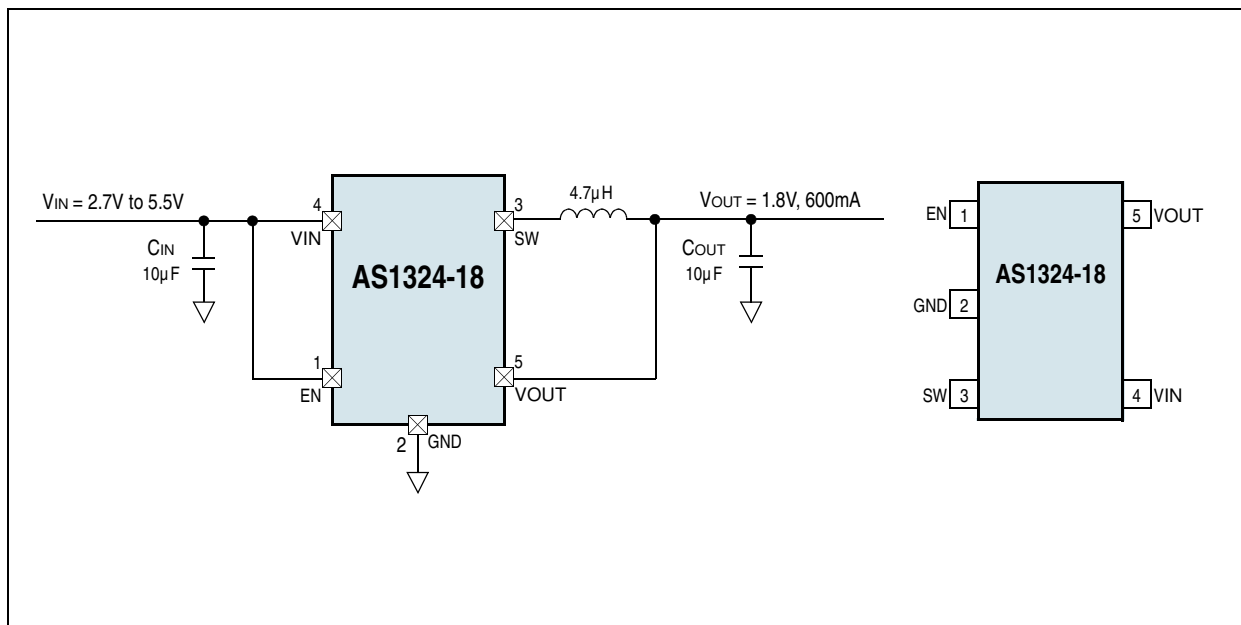 VIN = 2.7V to 5.5V
CIN
10µF
4
VIN
1
EN
AS1324-18
2
GND
3
SW
4.7µH
VOUT = 1.8V, 600mA
COUT
10µF
5
VOUT
EN 1
GND 2
SW 3
AS1324-18
5 VOUT
4 VIN